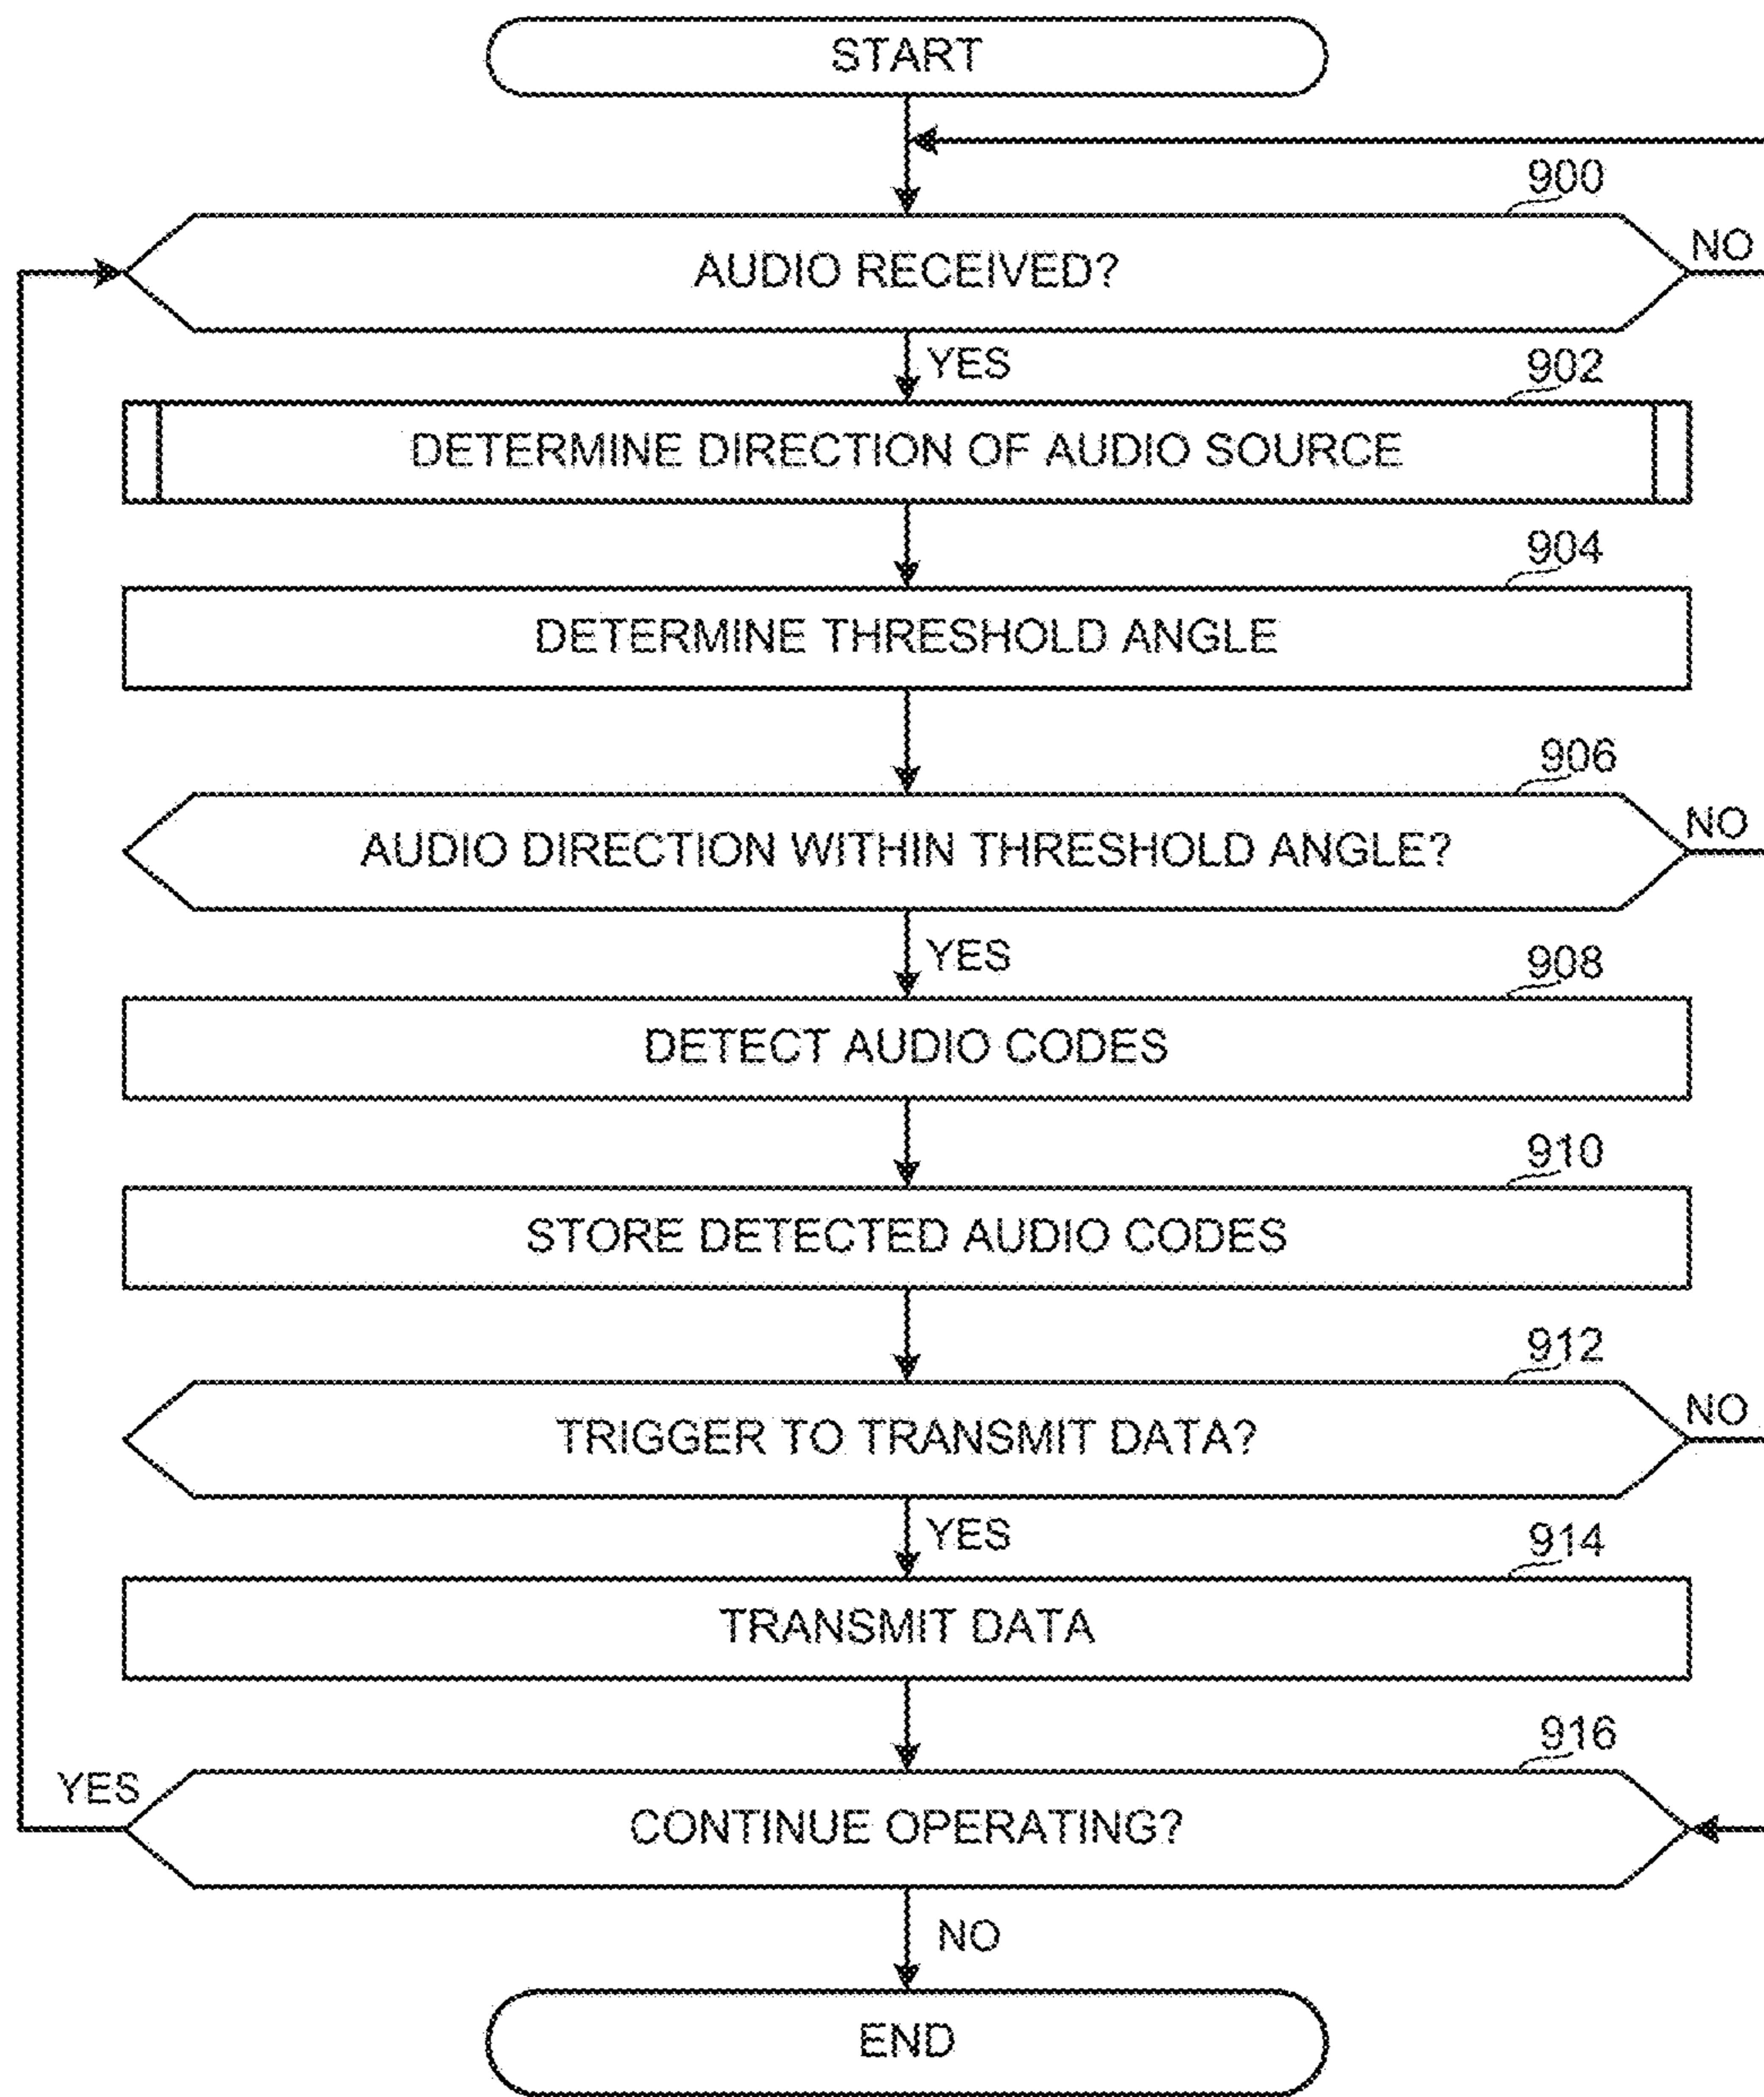 START
900
AUDIO RECEIVED?
NO
YES
902
DETERMINE DIRECTION OF AUDIO SOURCE
904
DETERMINE THRESHOLD ANGLE
906
AUDIO DIRECTION WITHIN THRESHOLD ANGLE?
NO
YES
908
DETECT AUDIO CODES
910
STORE DETECTED AUDIO CODES
912
TRIGGER TO TRANSMIT DATA?
NO
YES
914
TRANSMIT DATA
916
YES
CONTINUE OPERATING?
NO
END